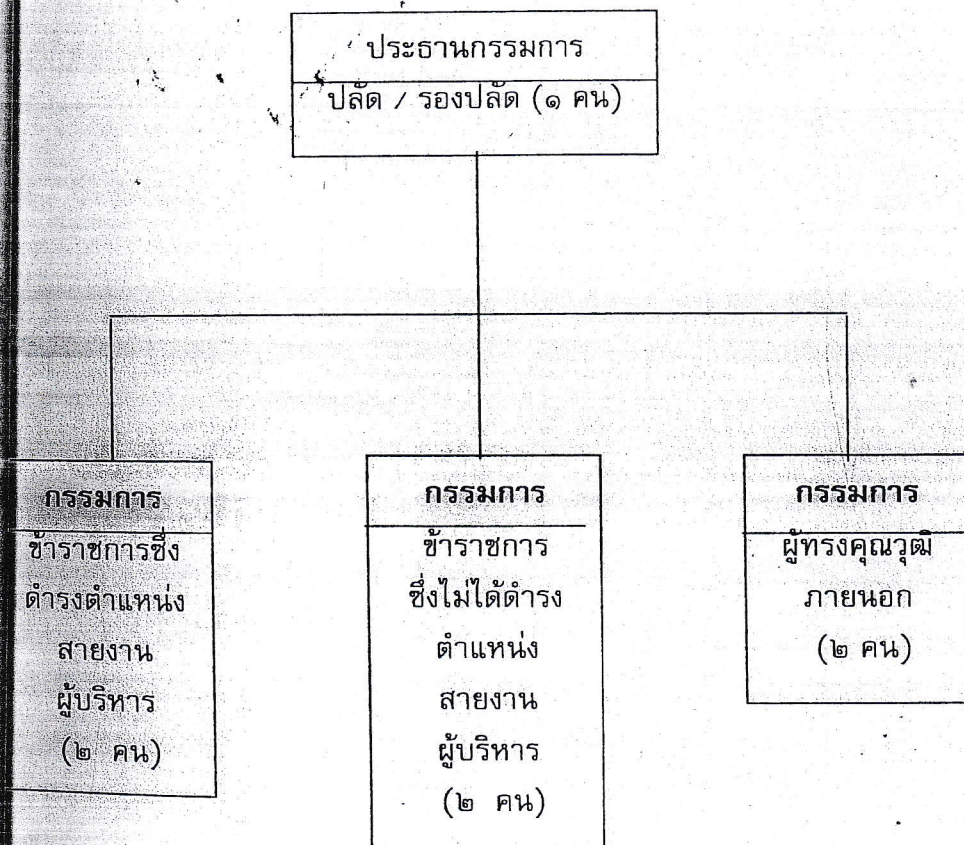 ประธานกรรมการ
ปลัด / รองปลัด (๑ คน)
กรรมการ
ข้าราชการซึ่ง
ดำรงตำแหน่ง
สายงาน
ผู้บริหาร
(๒ คน)
กรรมการ
ข้าราชการ
ซึ่งไม่ได้ดำรง
ตำแหน่ง
สายงาน
ผู้บริหาร
(๒ คน)
กรรมการ
ผู้ทรงคุณวุฒิ
ภายนอก
(๒ คน)